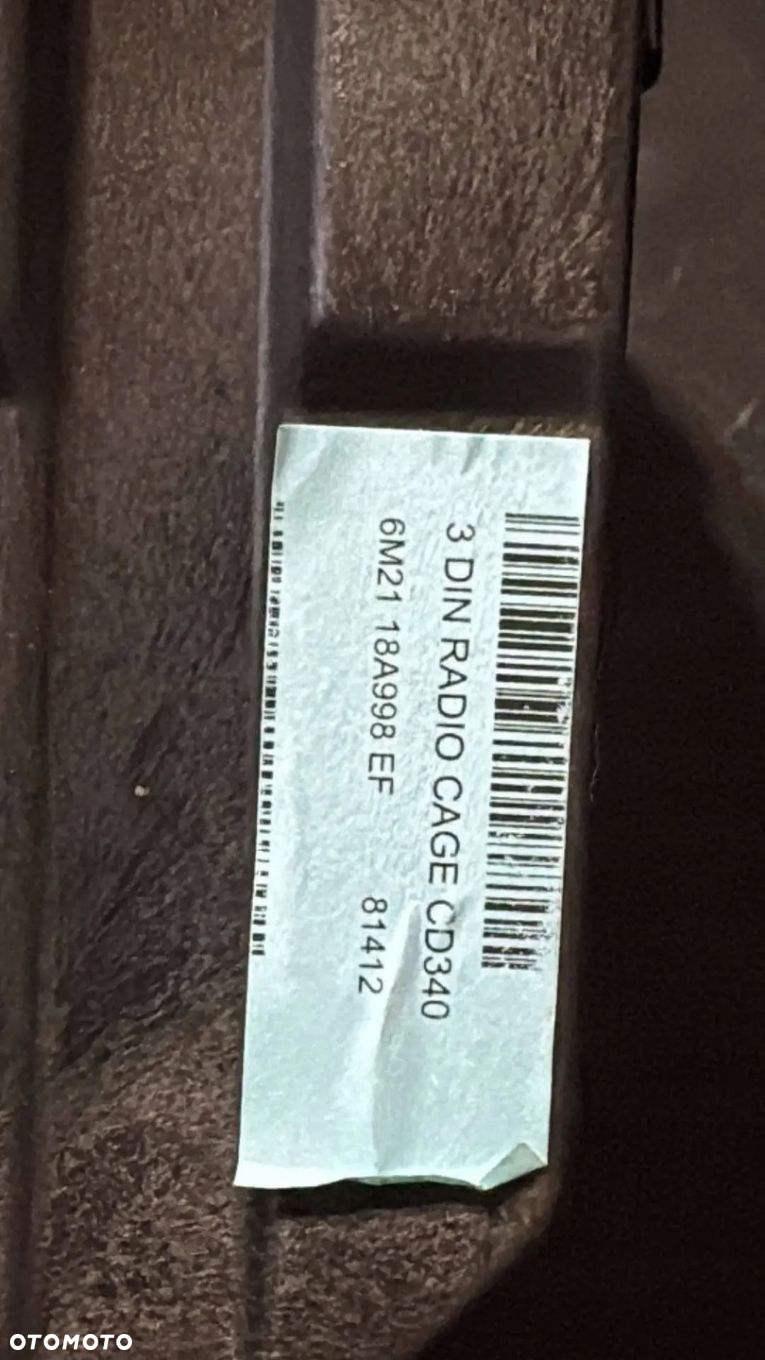 3 DIN RADIO CAGE CD340
6M21 18A998 EF 81412
OTOMOTO